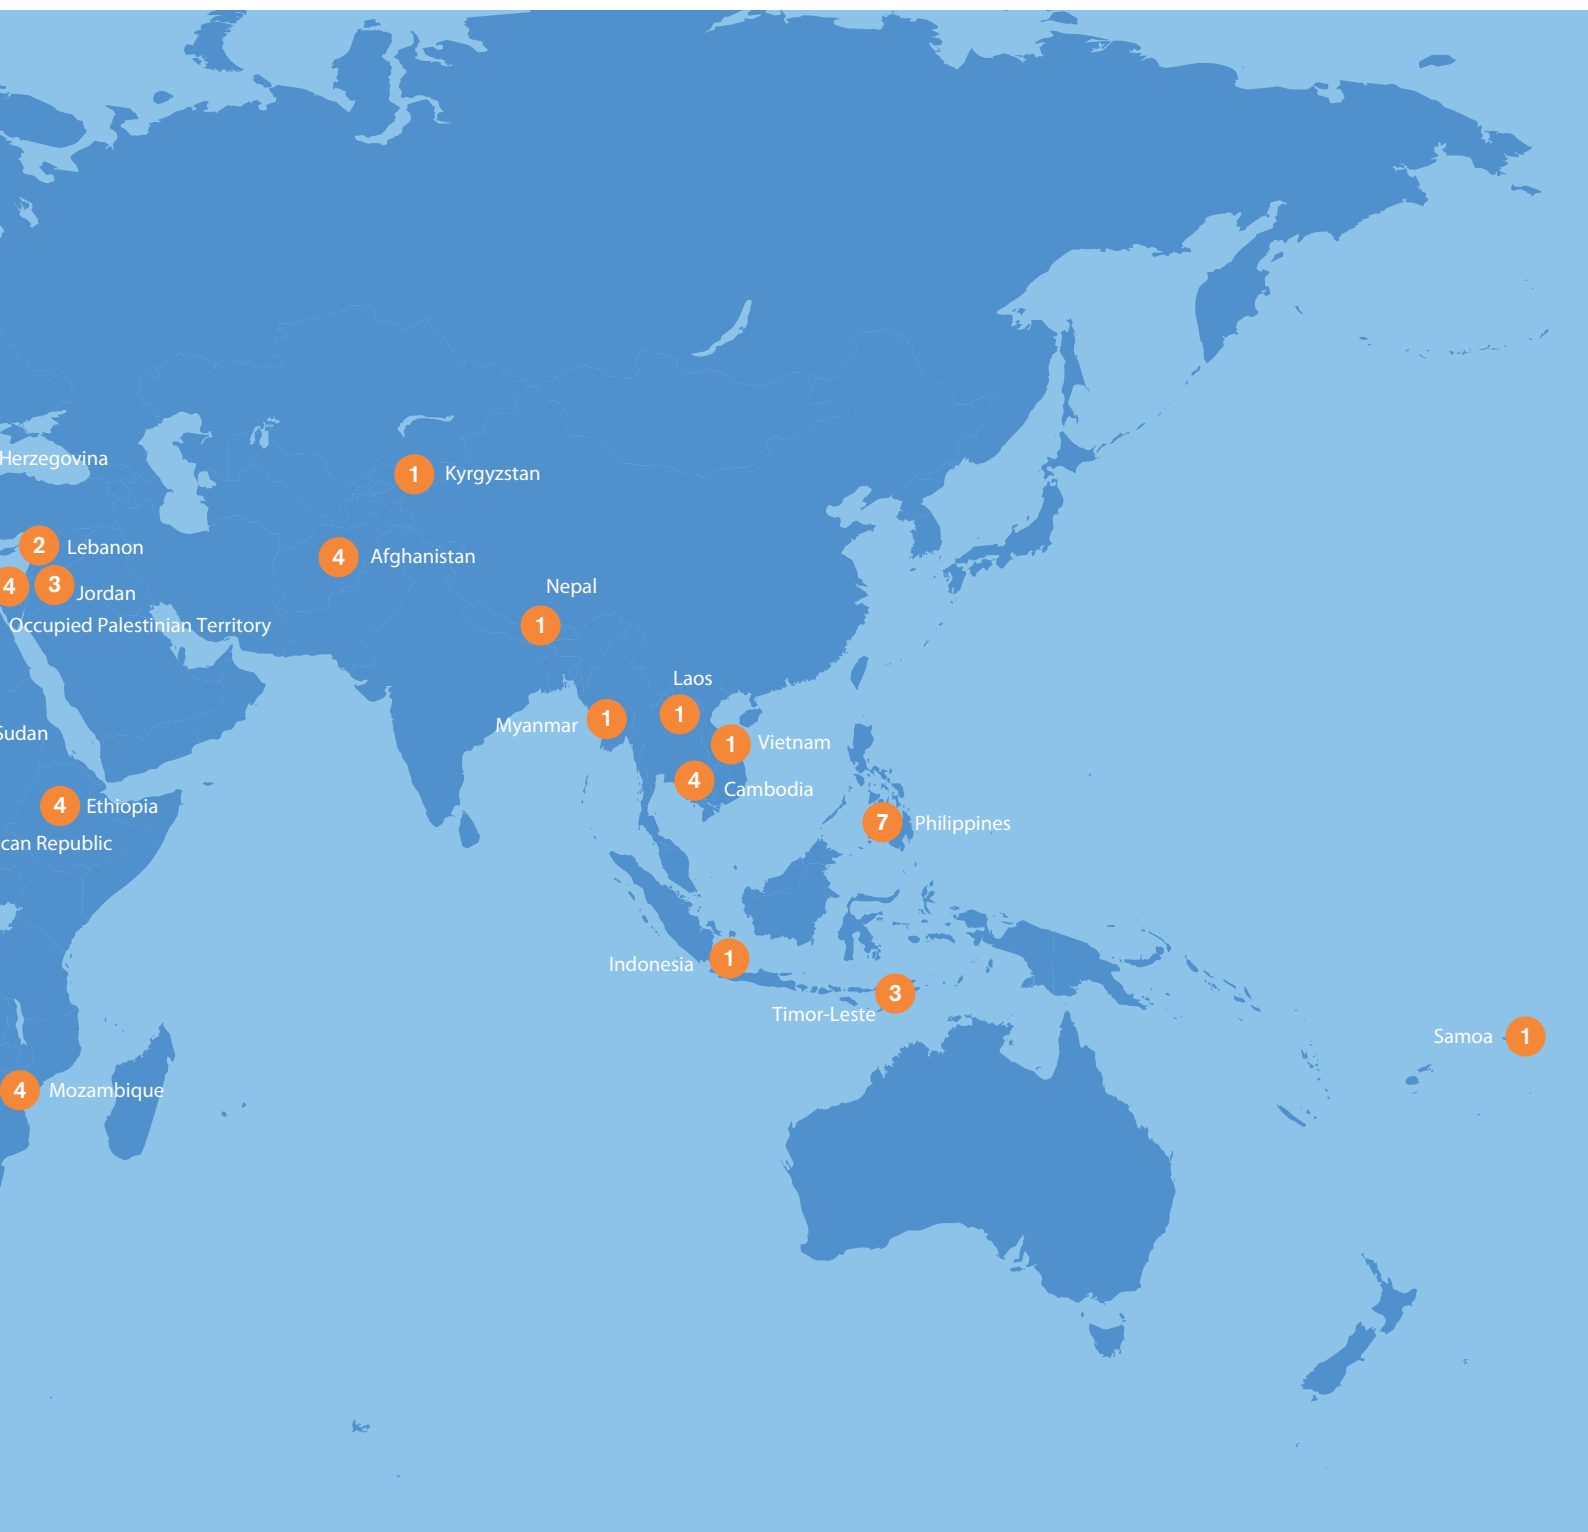 Herzegovina
1 Kyrgyzstan
2 Lebanon
4 Afghanistan
4
3 Jordan
Nepal
1
Occupied Palestinian Territory
Laos
1
Myanmar 1
Sudan
1 Vietnam
4 Cambodia
4 Ethiopia
7 Philippines
can Republic
Indonesia 1
3
Timor-Leste
Samoa 1
4 Mozambique